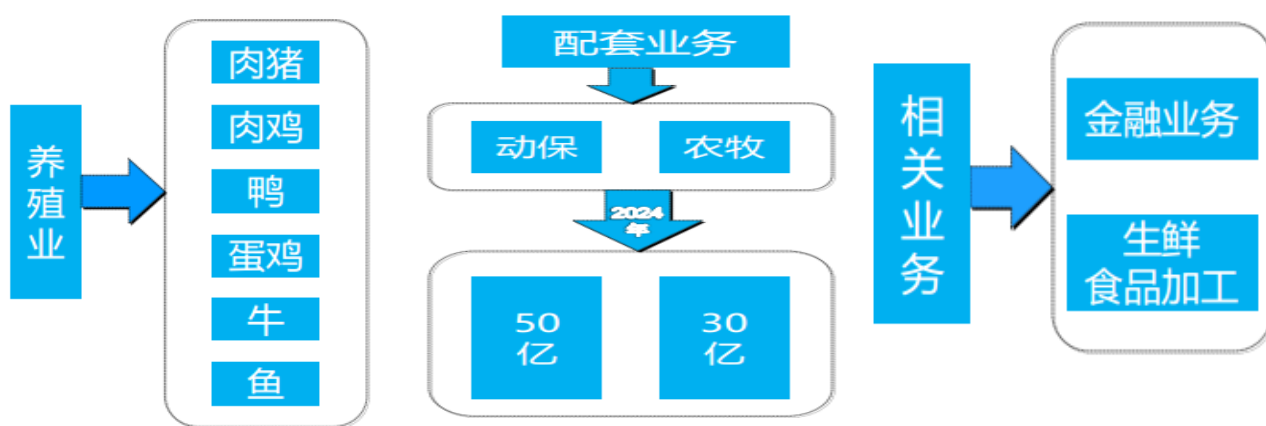 养殖业
肉猪
肉鸡
鸭
蛋鸡
牛
鱼
配套业务
动保
农牧
2024
年
50
亿
30
亿
相关业务
金融业务
生鲜
食品加工